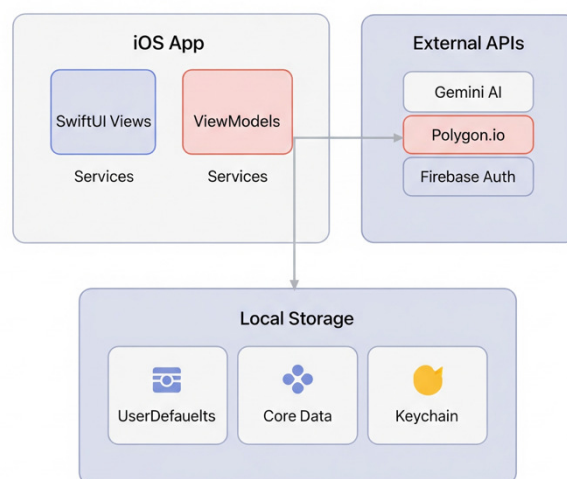 iOS App
SwiftUI Views
ViewModels
Services
Services
External APIs
Gemini AI
Polygon.io
Firebase Auth
Local Storage
UserDefauelts
Core Data
Keychain